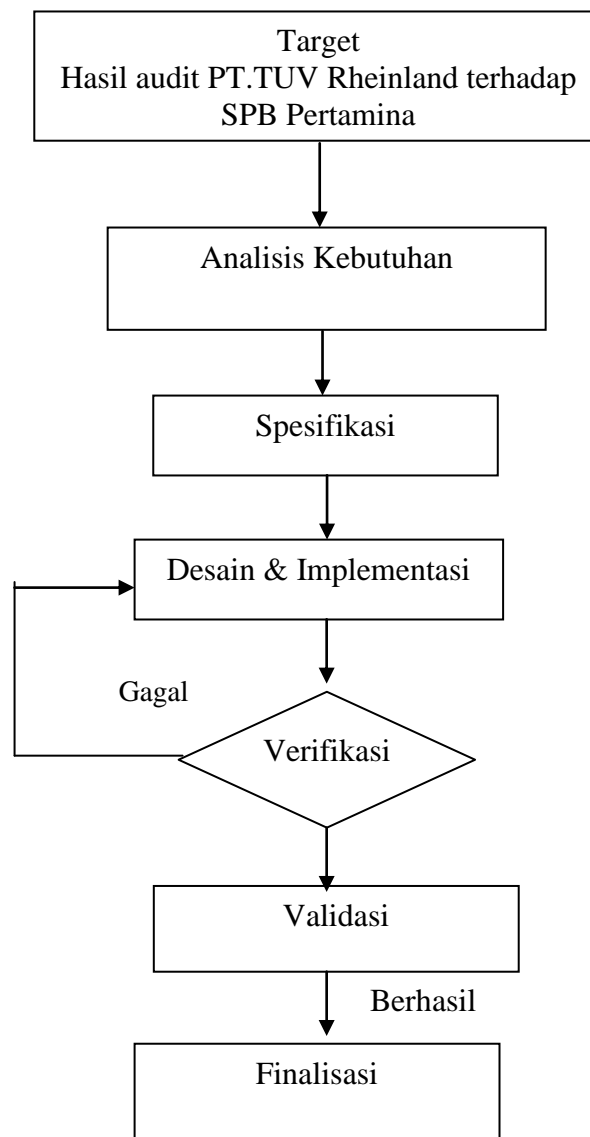 Target
Hasil audit PT.TUV Rheinland terhadap
SPB Pertamina
Analisis Kebutuhan
Spesifikasi
Desain & Implementasi
Gagal
Verifikasi
Validasi
Berhasil
Finalisasi